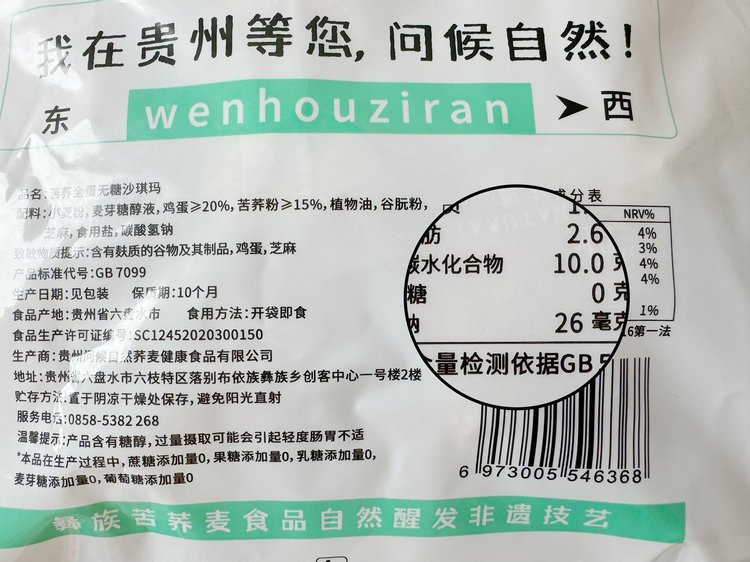 我在贵州等您,问候自然!
东 wenhouziran 西
品名:苦荞全蛋无糖沙琪玛
配料:小麦粉,麦芽糖醇液,鸡蛋≥20%,苦荞粉≥15%,植物油,谷朊粉,
芝麻,食用盐,碳酸氢钠
致敏物质提示:含有麸质的谷物及其制品,鸡蛋,芝麻
产品标准代号:GB 7099
生产日期:见包装 保质期:10个月
食品产地:贵州省六盘水市 食用方法:开袋即食
食品生产许可证编号:SC12452020300150
生产商:贵州问候自然荞麦健康食品有限公司
地址:贵州省六盘水市六枝特区落别布依族彝族乡创客中心一号楼2楼
贮存方法:置于阴凉干燥处保存,避免阳光直射
服务电话:0858-5382 268
温馨提示:产品含有糖醇,过量摄取可能会引起轻度肠胃不适
*本品在生产过程中,蔗糖添加量0,果糖添加量0,乳糖添加量0,
麦芽糖添加量0,葡萄糖添加量0
成分表
NRV%
4%
肪 2.6 3%
碳水化合物 10.0 克 4%
4%
糖 0 克
钠 26 毫克 1%
含量检测依据GB 5
16第一法
6 973005 546368
彝族苦荞麦食品自然醒发非遗技艺